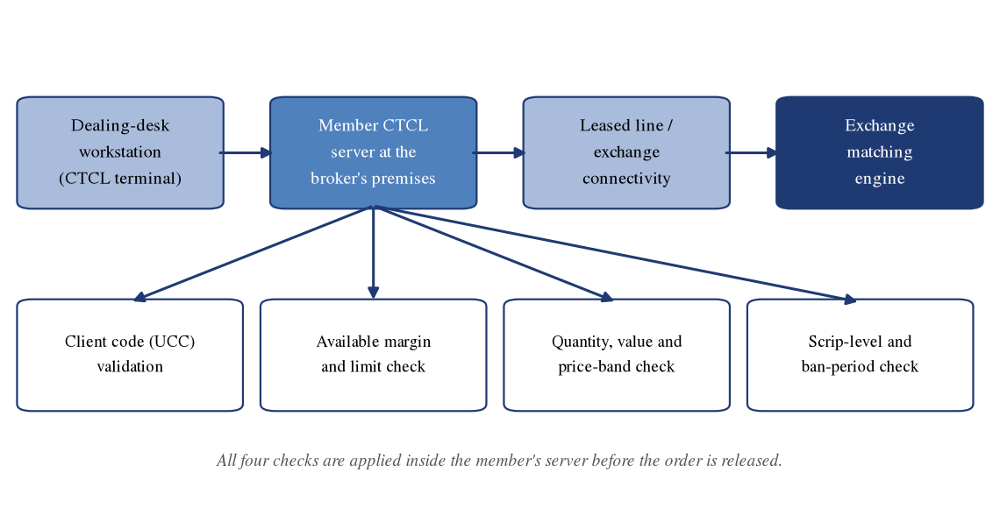 Dealing-desk
workstation
(CTCL terminal)
Member CTCL
server at the
broker's premises
Leased line /
exchange
connectivity
Exchange
matching
engine
Client code (UCC)
validation
Available margin
and limit check
Quantity, value and
price-band check
Scrip-level and
ban-period check
All four checks are applied inside the member's server before the order is released.